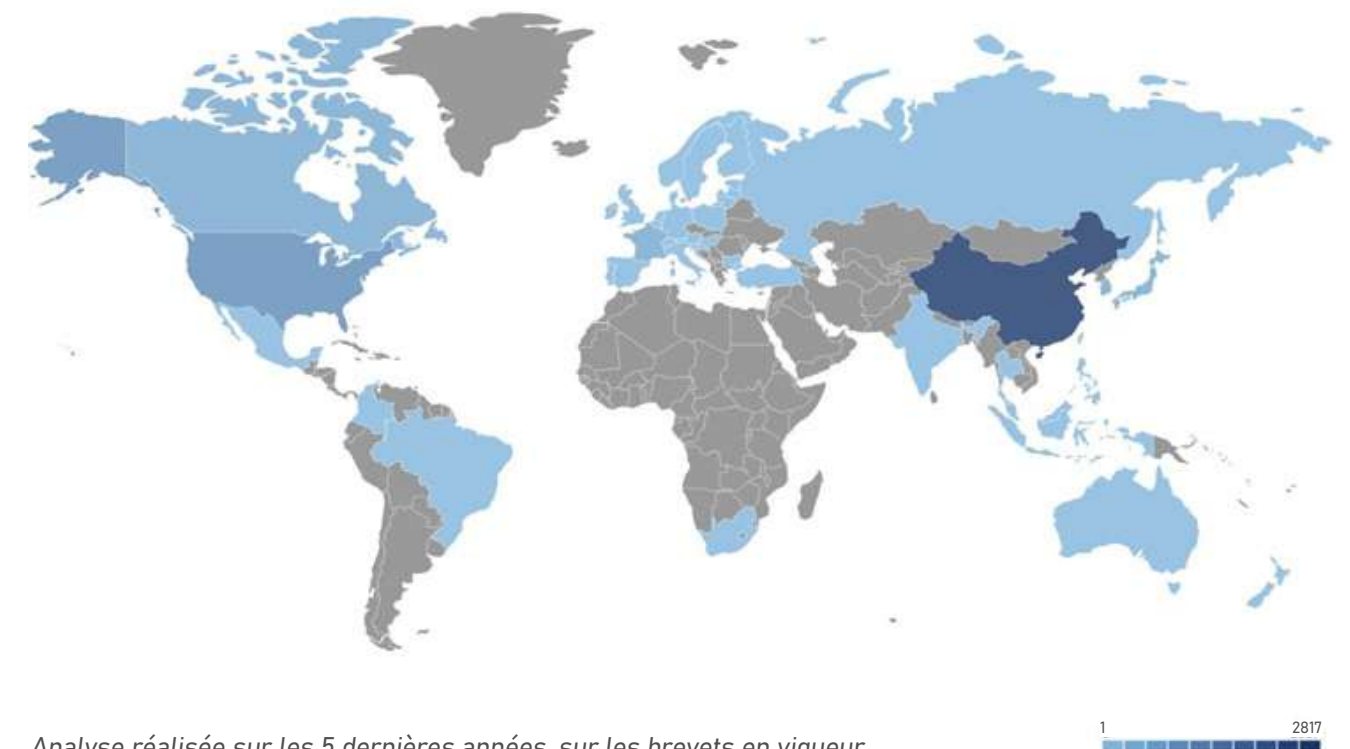 1 2817
Analyse réalisée sur les 5 dernières années, sur les brevets en vigueur